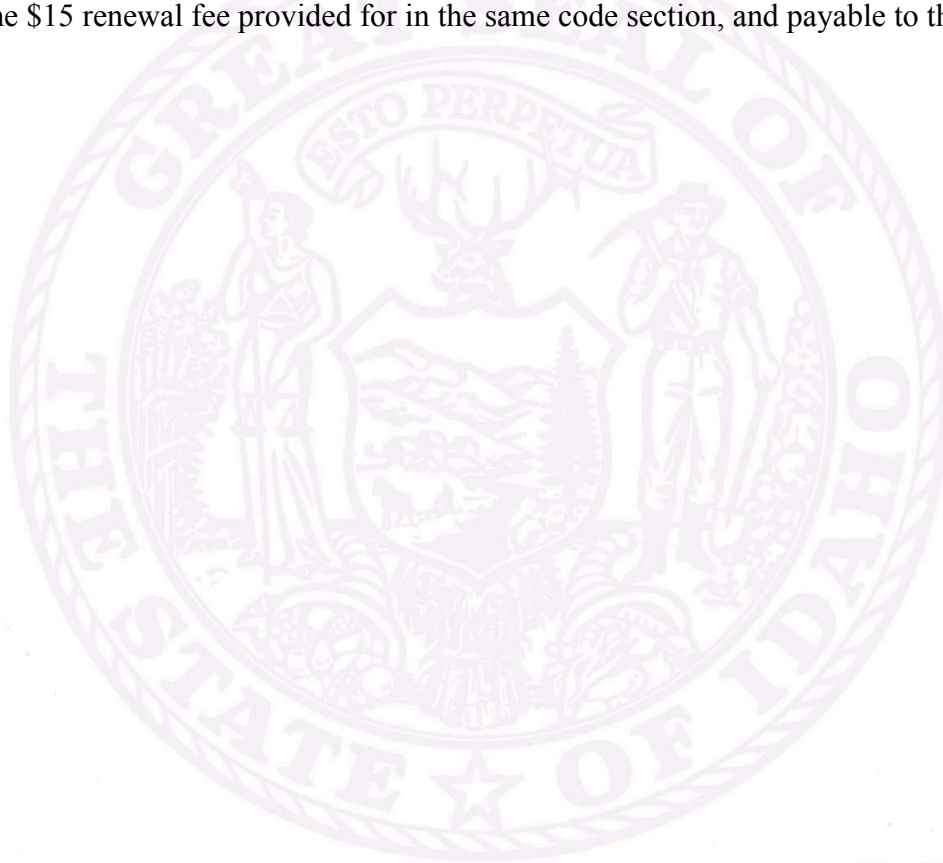 ne $15 renewal fee provided for in the same code section, and payable to th
GREAT SEAL OF
ESTO PERPETUA
THE STATE OF IDAHO